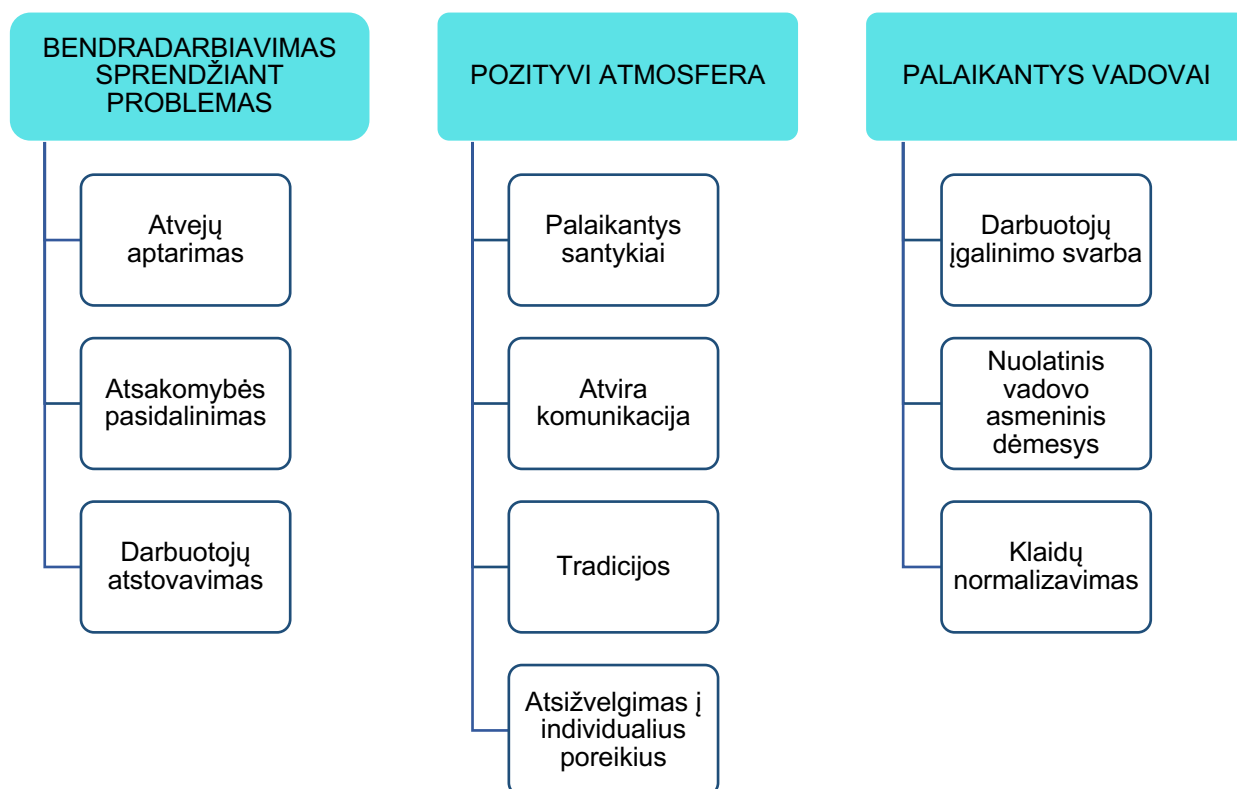 BENDRADARBIAVIMAS
SPRENDŽIANT
PROBLEMAS
Atvejų
aptarimas
Atsakomybės
pasidalinimas
Darbuotojų
atstovavimas
POZITYVI ATMOSFERA
Palaikantys
santykiai
Atvira
komunikacija
Tradicijos
Atsižvelgimas į
individualius
poreikius
PALAIKANTYS VADOVAI
Darbuotojų
įgalinimo svarba
Nuolatinis
vadovo
asmeninis
dėmesys
Klaidų
normalizavimas